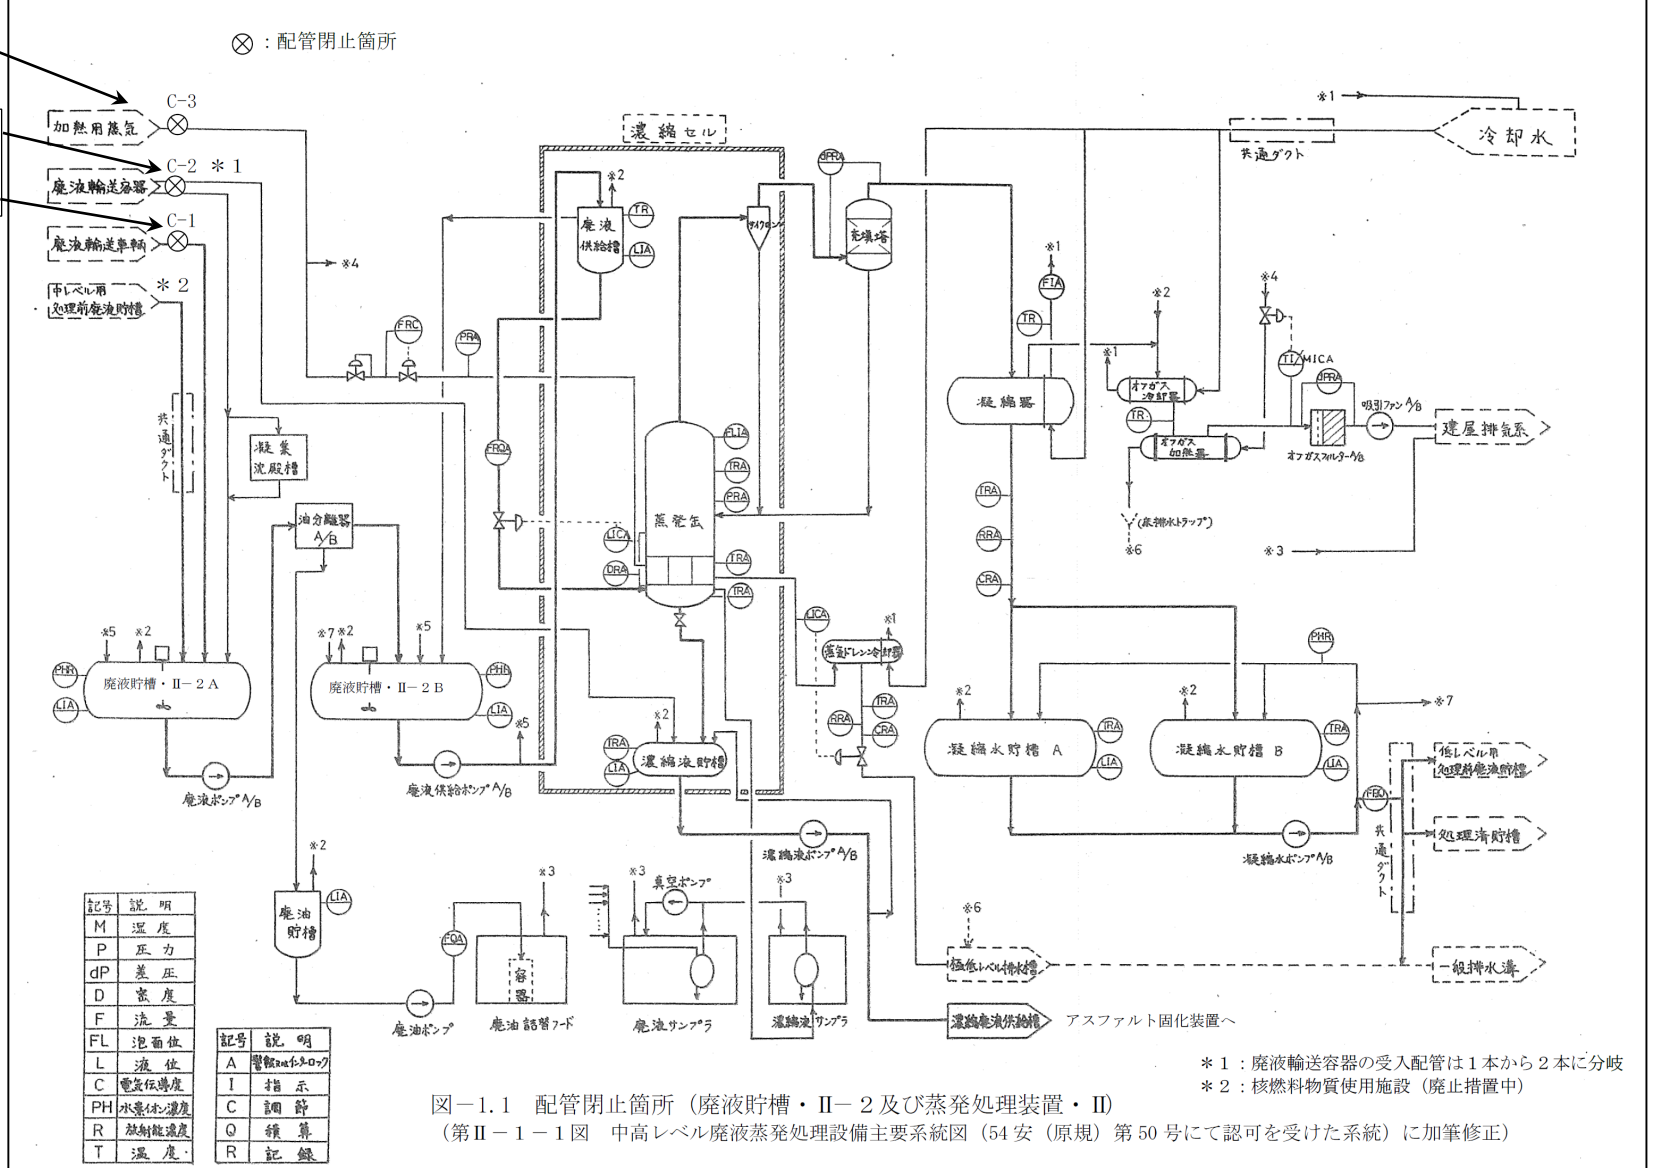 ⊗：配管閉止箇所
C-3
加熱用蒸気
C-2 ＊1
廃液輸送容器
C-1
廃液輸送車輌
＊2
中レベル用
処理前廃液貯槽
濃縮セル
※1
冷却水
共通ダクト
dPRA
※2
TR
廃液
供給槽
LIA
サイクロン
充填塔
※4
※1
FIA
TR
※2
※4
FRC
PRA
※1
オフガス
冷却器
TI/MICA
dPRA
吸引ファンA/B
凝縮器
TR
オフガス
加熱器
オフガスフィルターA/B
建屋排気系
共通ダクト
凝集
沈殿槽
FRQA
FLIA
TRA
PRA
蒸発缶
TRA
(床排水トラップ)
※6
※3
油分離器
A/B
LICA
DRA
TRA
TRA
RRA
CRA
LICA
※1
蒸気ドレン冷却器
PHR
※5
※2
※7
※2
※5
PHR
廃液貯槽・Ⅱ−２A
LIA
廃液貯槽・Ⅱ−２B
PHR
LIA
※5
※2
TRA
LIA
濃縮液貯槽
RRA
TRA
CRA
※2
凝縮水貯槽 A
TRA
LIA
※2
凝縮水貯槽 B
TRA
LIA
※7
低レベル用
処理前廃液貯槽
廃液ポンプA/B
廃液供給ポンプA/B
FRQ
共通ダクト
処理済貯槽
濃縮液ポンプA/B
凝縮水ポンプA/B
※2
廃油
貯槽
LIA
※3
※3
真空ポンプ
※3
※6
FQA
容器
極低レベル排水槽
一般排水溝
廃油ポンプ
廃油詰替フード
廃液サンプラ
濃縮液サンプラ
濃縮廃液供給槽
アスファルト固化装置へ
記号 説明
M 湿度
P 圧力
dP 差圧
D 密度
F 流量
FL 泡面位
L 液位
C 電気伝導度
PH 水素イオン濃度
R 放射能濃度
T 温度
記号 説明
A 警報又はインターロック
I 指示
C 調節
Q 積算
R 記録
＊1：廃液輸送容器の受入配管は1本から2本に分岐
＊2：核燃料物質使用施設（廃止措置中）
図－1.1　配管閉止箇所（廃液貯槽・Ⅱ－２及び蒸発処理装置・Ⅱ）
（第Ⅱ－１－１図　中高レベル廃液蒸発処理設備主要系統図（54安（原規）第50号にて認可を受けた系統）に加筆修正）